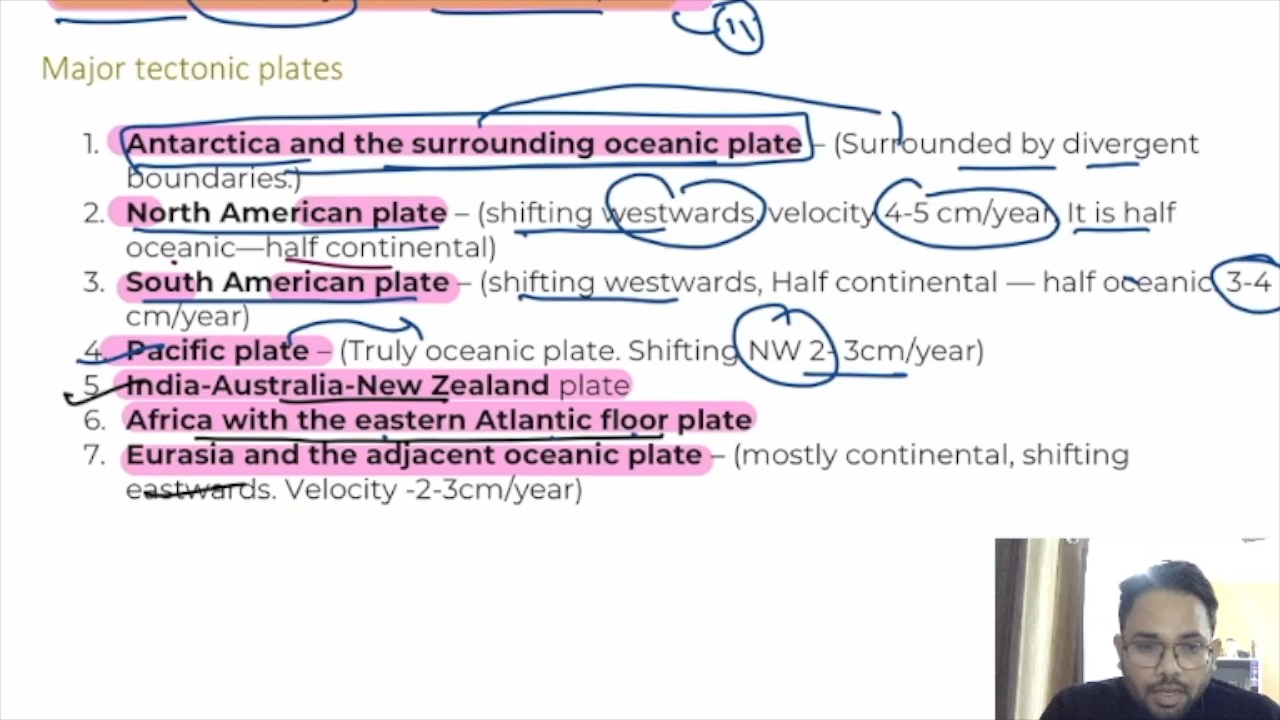 11
Major tectonic plates
1. Antarctica and the surrounding oceanic plate – (Surrounded by divergent
boundaries.)
2. North American plate – (shifting westwards, velocity 4-5 cm/year. It is half
oceanic—half continental)
3. South American plate – (shifting westwards, Half continental — half oceanic 3-4
cm/year)
4. Pacific plate – (Truly oceanic plate. Shifting NW 2- 3cm/year)
5. India-Australia-New Zealand plate
6. Africa with the eastern Atlantic floor plate
7. Eurasia and the adjacent oceanic plate – (mostly continental, shifting
eastwards. Velocity -2-3cm/year)